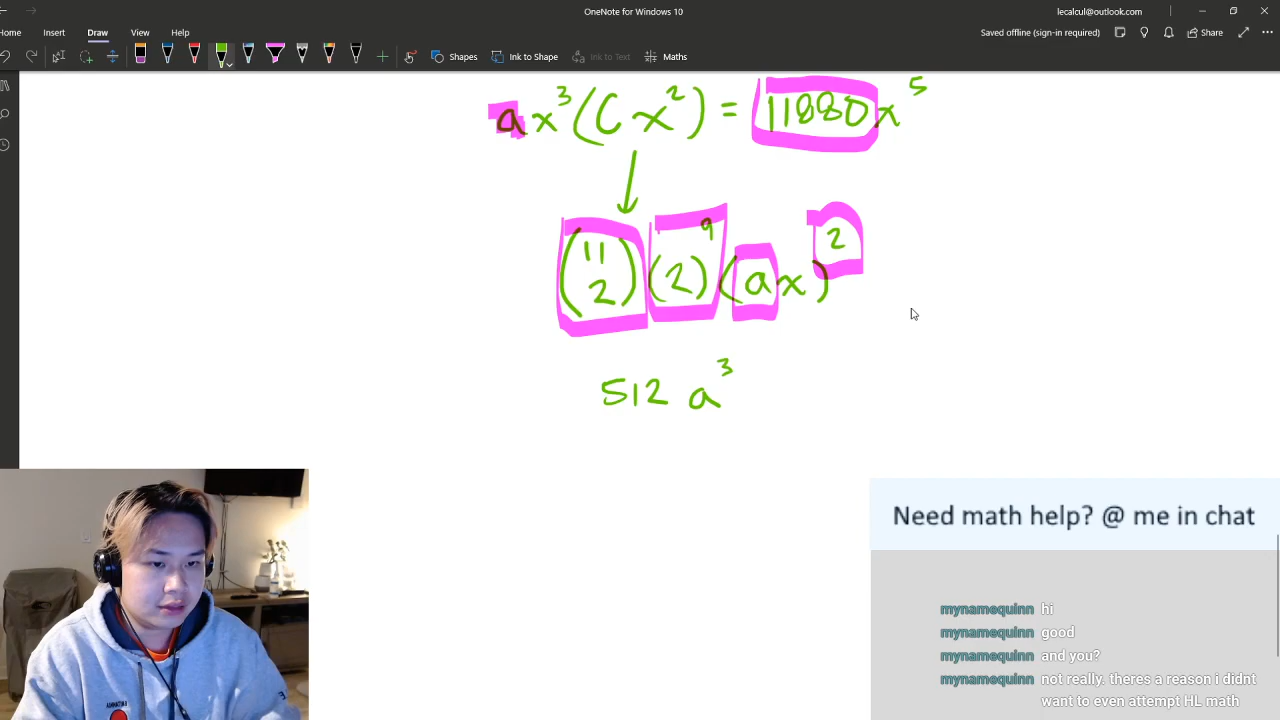 OneNote for Windows 10
lecalcul@outlook.com
Home Insert Draw View Help
Saved offline (sign-in required)
Share
Shapes Ink to Shape Ink to Text Maths
ax³(Cx²) = 11880x⁵
(11 2)(2)⁹(ax)²
512 a³
Need math help? @ me in chat
mynamequinn hi
mynamequinn good
mynamequinn and you?
mynamequinn not really. theres a reason i didnt
want to even attempt HL math